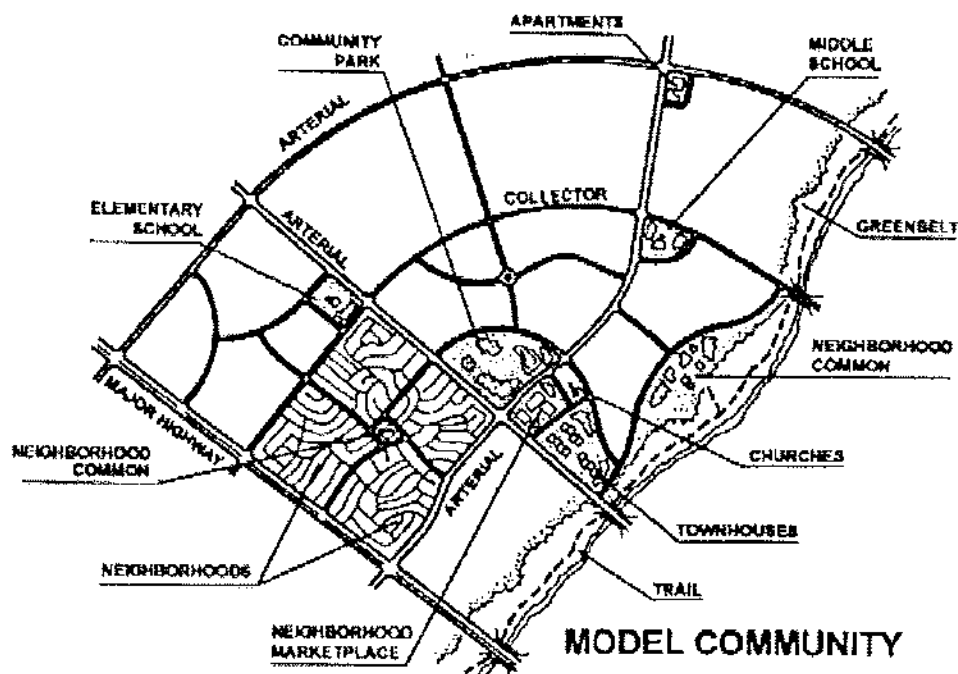 APARTMENTS
COMMUNITY
PARK
MIDDLE
SCHOOL
ARTERIAL
ELEMENTARY
SCHOOL
ARTERIAL
COLLECTOR
GREENBELT
NEIGHBORHOOD
COMMON
MAJOR HIGHWAY
NEIGHBORHOOD
COMMON
ARTERIAL
CHURCHES
TOWNHOUSES
NEIGHBORHOODS
TRAIL
NEIGHBORHOOD
MARKETPLACE
MODEL COMMUNITY